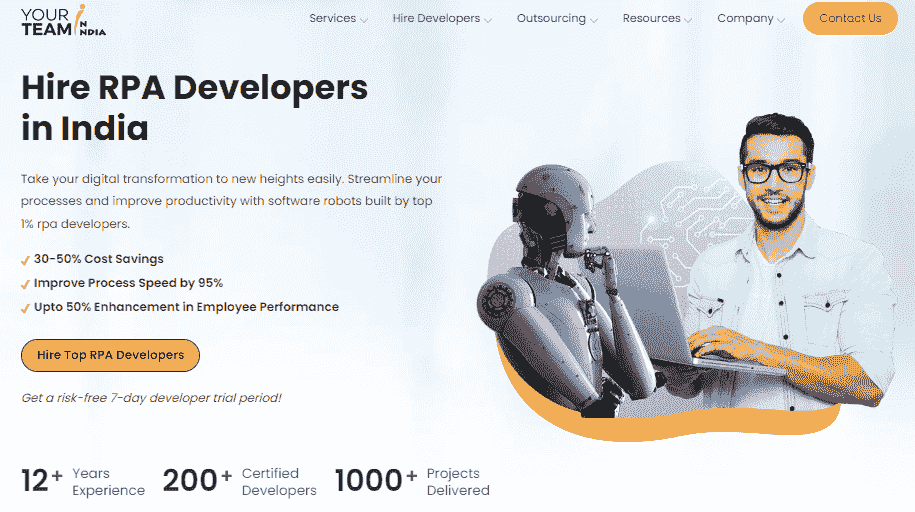 YOUR
TEAM IN
INDIA
Services
Hire Developers
Outsourcing
Resources
Company
Contact Us
Hire RPA Developers
in India
Take your digital transformation to new heights easily. Streamline your
processes and improve productivity with software robots built by top
1% rpa developers.
30-50% Cost Savings
Improve Process Speed by 95%
Upto 50% Enhancement in Employee Performance
Hire Top RPA Developers
Get a risk-free 7-day developer trial period!
12+ Years
Experience
200+ Certified
Developers
1000+ Projects
Delivered